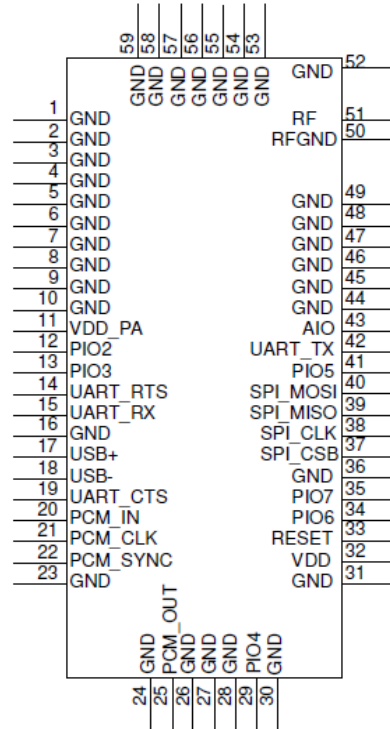 59 GND
58 GND
57 GND
56 GND
55 GND
54 GND
53 GND
1 GND
2 GND
3 GND
4 GND
5 GND
6 GND
7 GND
8 GND
9 GND
10 GND
11 VDD_PA
12 PIO2
13 PIO3
14 UART_RTS
15 UART_RX
16 GND
17 USB+
18 USB-
19 UART_CTS
20 PCM_IN
21 PCM_CLK
22 PCM_SYNC
23 GND
GND 52
RF 51
RFGND 50
GND 49
GND 48
GND 47
GND 46
GND 45
GND 44
AIO 43
UART_TX 42
PIO5 41
SPI_MOSI 40
SPI_MISO 39
SPI_CLK 38
SPI_CSB 37
GND 36
PIO7 35
PIO6 34
RESET 33
VDD 32
GND 31
24 GND
25 PCM_OUT
26 GND
27 GND
28 GND
29 PIO4
30 GND